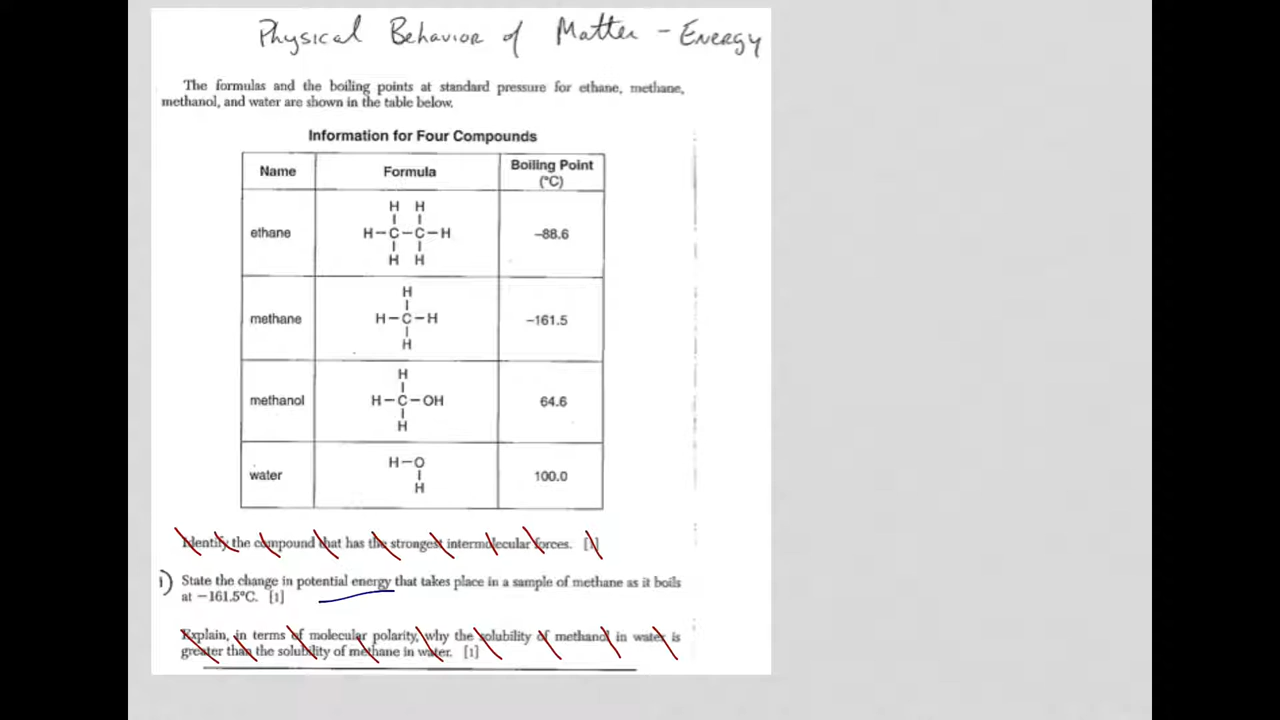 Physical Behavior of Matter - Energy
The formulas and the boiling points at standard pressure for ethane, methane,
methanol, and water are shown in the table below.
Information for Four Compounds
Name Formula Boiling Point
(°C)
H H
ethane H-C-C-H -88.6
H H
H
methane H-C-H -161.5
H
H
methanol H-C-OH 64.6
H
water H-O 100.0
H
Identify the compound that has the strongest intermolecular forces. [1]
1) State the change in potential energy that takes place in a sample of methane as it boils
at -161.5°C. [1]
Explain, in terms of molecular polarity, why the solubility of methanol in water is
greater than the solubility of methane in water. [1]